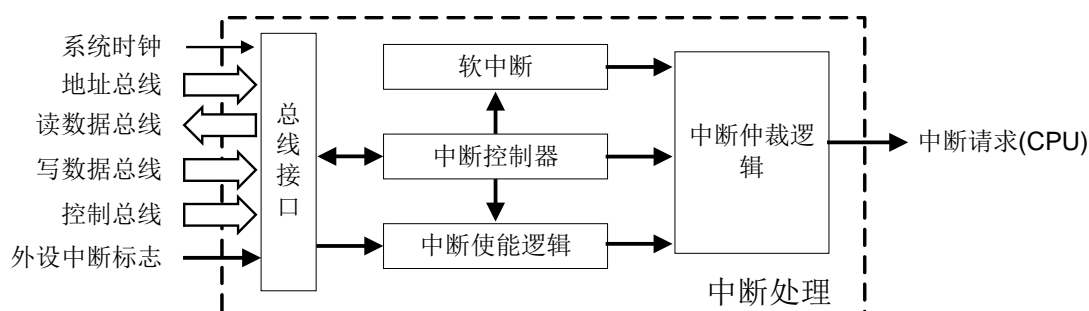 系统时钟
地址总线
读数据总线
写数据总线
控制总线
外设中断标志
总
线
接
口
软中断
中断控制器
中断使能逻辑
中断仲裁逻
辑
中断请求(CPU)
中断处理